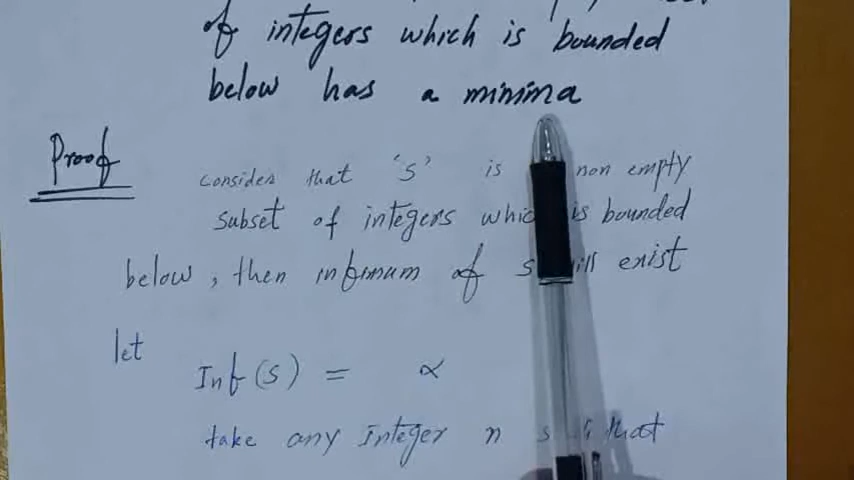 of integers which is bounded
below has a minima
Proof
consider that 'S' is non empty
subset of integers which is bounded
below, then infimum of S will exist
let
Inf(s) = α
take any Integer n that